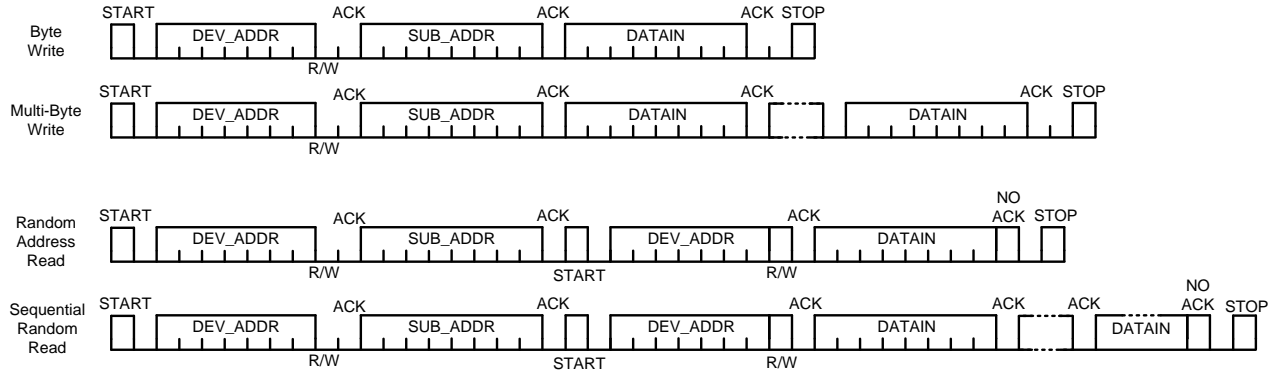 START ACK ACK ACK STOP
Byte
Write
DEV_ADDR SUB_ADDR DATAIN
R/W
START ACK ACK ACK ACK STOP
Multi-Byte
Write
DEV_ADDR SUB_ADDR DATAIN DATAIN
R/W
NO
START ACK ACK ACK ACK STOP
Random
Address
Read
DEV_ADDR SUB_ADDR DEV_ADDR DATAIN
R/W START R/W
NO
START ACK ACK ACK ACK ACK ACK STOP
Sequential
Random
Read
DEV_ADDR SUB_ADDR DEV_ADDR DATAIN DATAIN
R/W START R/W